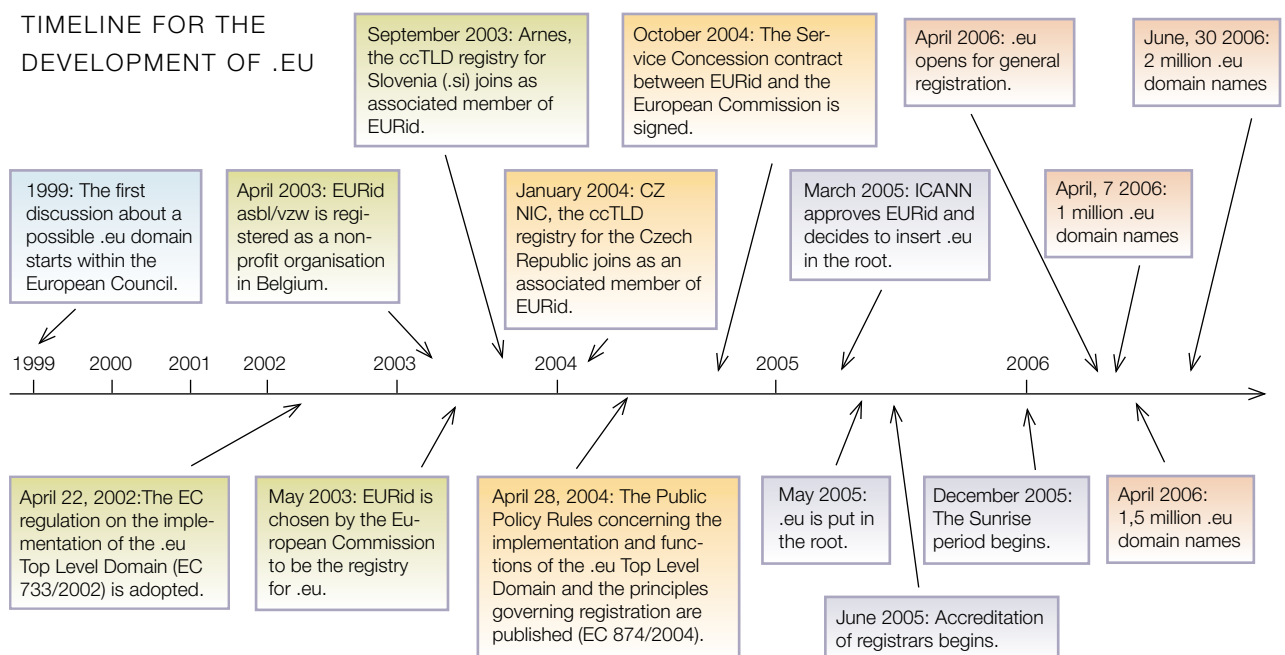 TIMELINE FOR THE
DEVELOPMENT OF .EU
September 2003: Arnes,
the ccTLD registry for
Slovenia (.si) joins as
associated member of
EURid.
October 2004: The Ser-
vice Concession contract
between EURid and the
European Commission is
signed.
April 2006: .eu
opens for general
registration.
June, 30 2006:
2 million .eu
domain names
1999: The first
discussion about a
possible .eu domain
starts within the
European Council.
April 2003: EURid
asbl/vzw is regi-
stered as a non-
profit organisation
in Belgium.
January 2004: CZ
NIC, the ccTLD
registry for the Czech
Republic joins as an
associated member of
EURid.
March 2005: ICANN
approves EURid and
decides to insert .eu
in the root.
April, 7 2006:
1 million .eu
domain names
1999 2000 2001 2002 2003 2004 2005 2006
April 22, 2002:The EC
regulation on the imple-
mentation of the .eu
Top Level Domain (EC
733/2002) is adopted.
May 2003: EURid is
chosen by the Eu-
ropean Commission
to be the registry
for .eu.
April 28, 2004: The Public
Policy Rules concerning the
implementation and func-
tions of the .eu Top Level
Domain and the principles
governing registration are
published (EC 874/2004).
May 2005:
.eu is put in
the root.
December 2005:
The Sunrise
period begins.
April 2006:
1,5 million .eu
domain names
June 2005: Accreditation
of registrars begins.